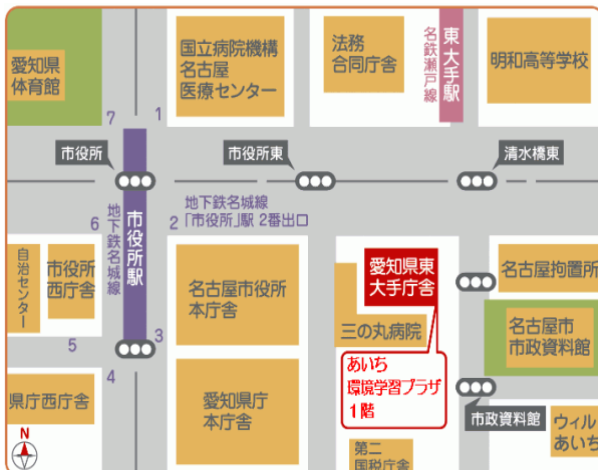 愛知県
体育館
国立病院機構
名古屋
医療センター
法務
合同庁舎
東大手駅
名鉄瀬戸線
明和高等学校
7
1
市役所
市役所東
清水橋東
6
2
地下鉄名城線
「市役所」駅 2番出口
市役所駅
地下鉄名城線
自治センター
市役所
西庁舎
名古屋市役所
本庁舎
愛知県東
大手庁舎
名古屋拘置所
三の丸病院
名古屋市
市政資料館
5
3
4
あいち
環境学習プラザ
1階
県庁西庁舎
愛知県庁
本庁舎
市政資料館
ウィル
あいち
第二
国税庁舎
N